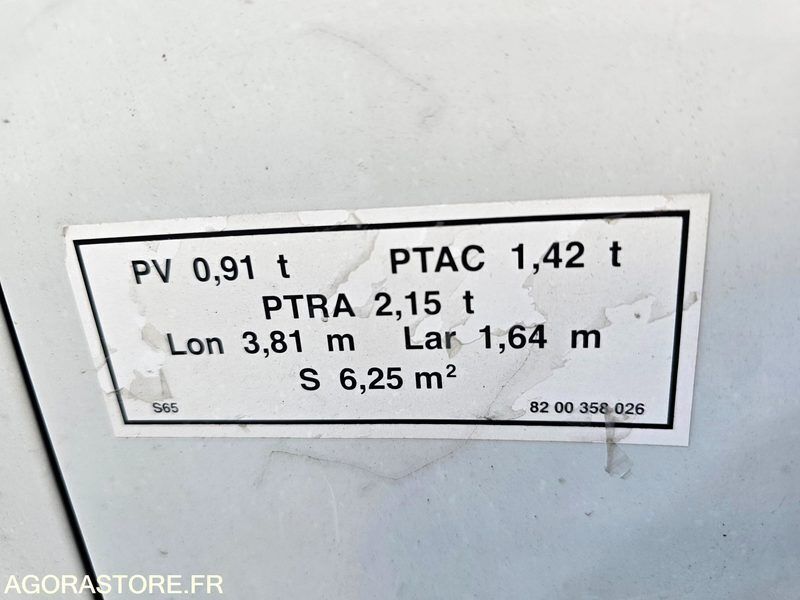 PV 0,91 t PTAC 1,42 t
PTRA 2,15 t
Lon 3,81 m Lar 1,64 m
S 6,25 m²
S65 82 00 358 026
AGORASTORE.FR